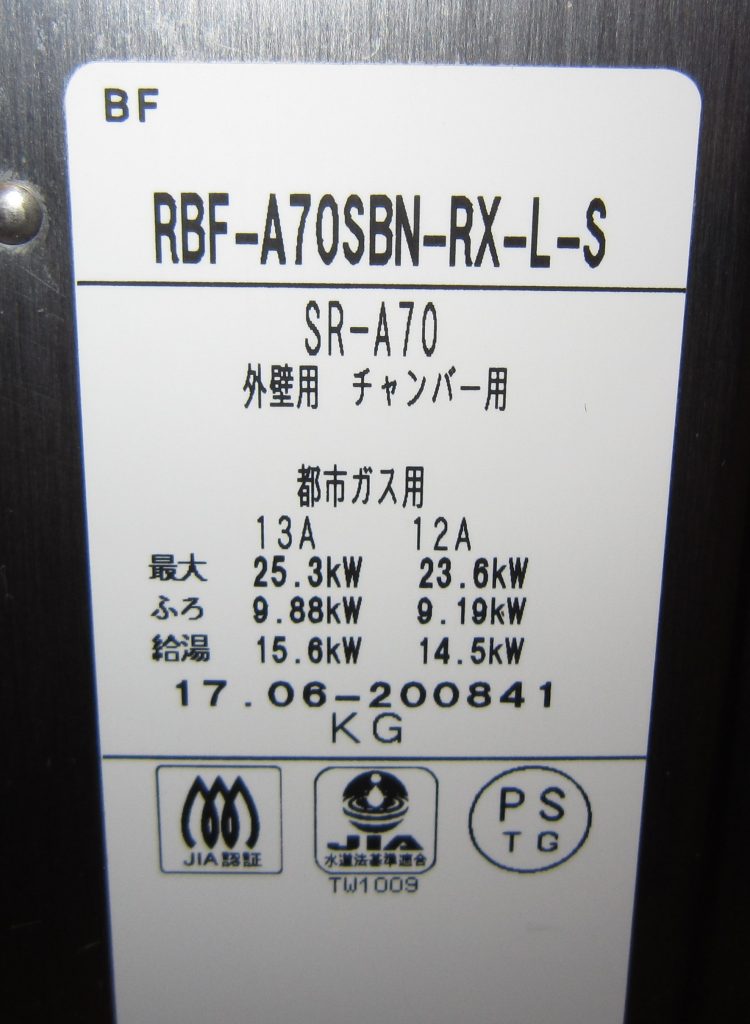 BF
RBF-A70SBN-RX-L-S
SR-A70
外壁用 チャンバー用
都市ガス用
13A 12A
最大 25.3kW 23.6kW
ふろ 9.88kW 9.19kW
給湯 15.6kW 14.5kW
17.06-200841
KG
JIA認証
JIA
水道法基準適合
TW1009
PS
TG